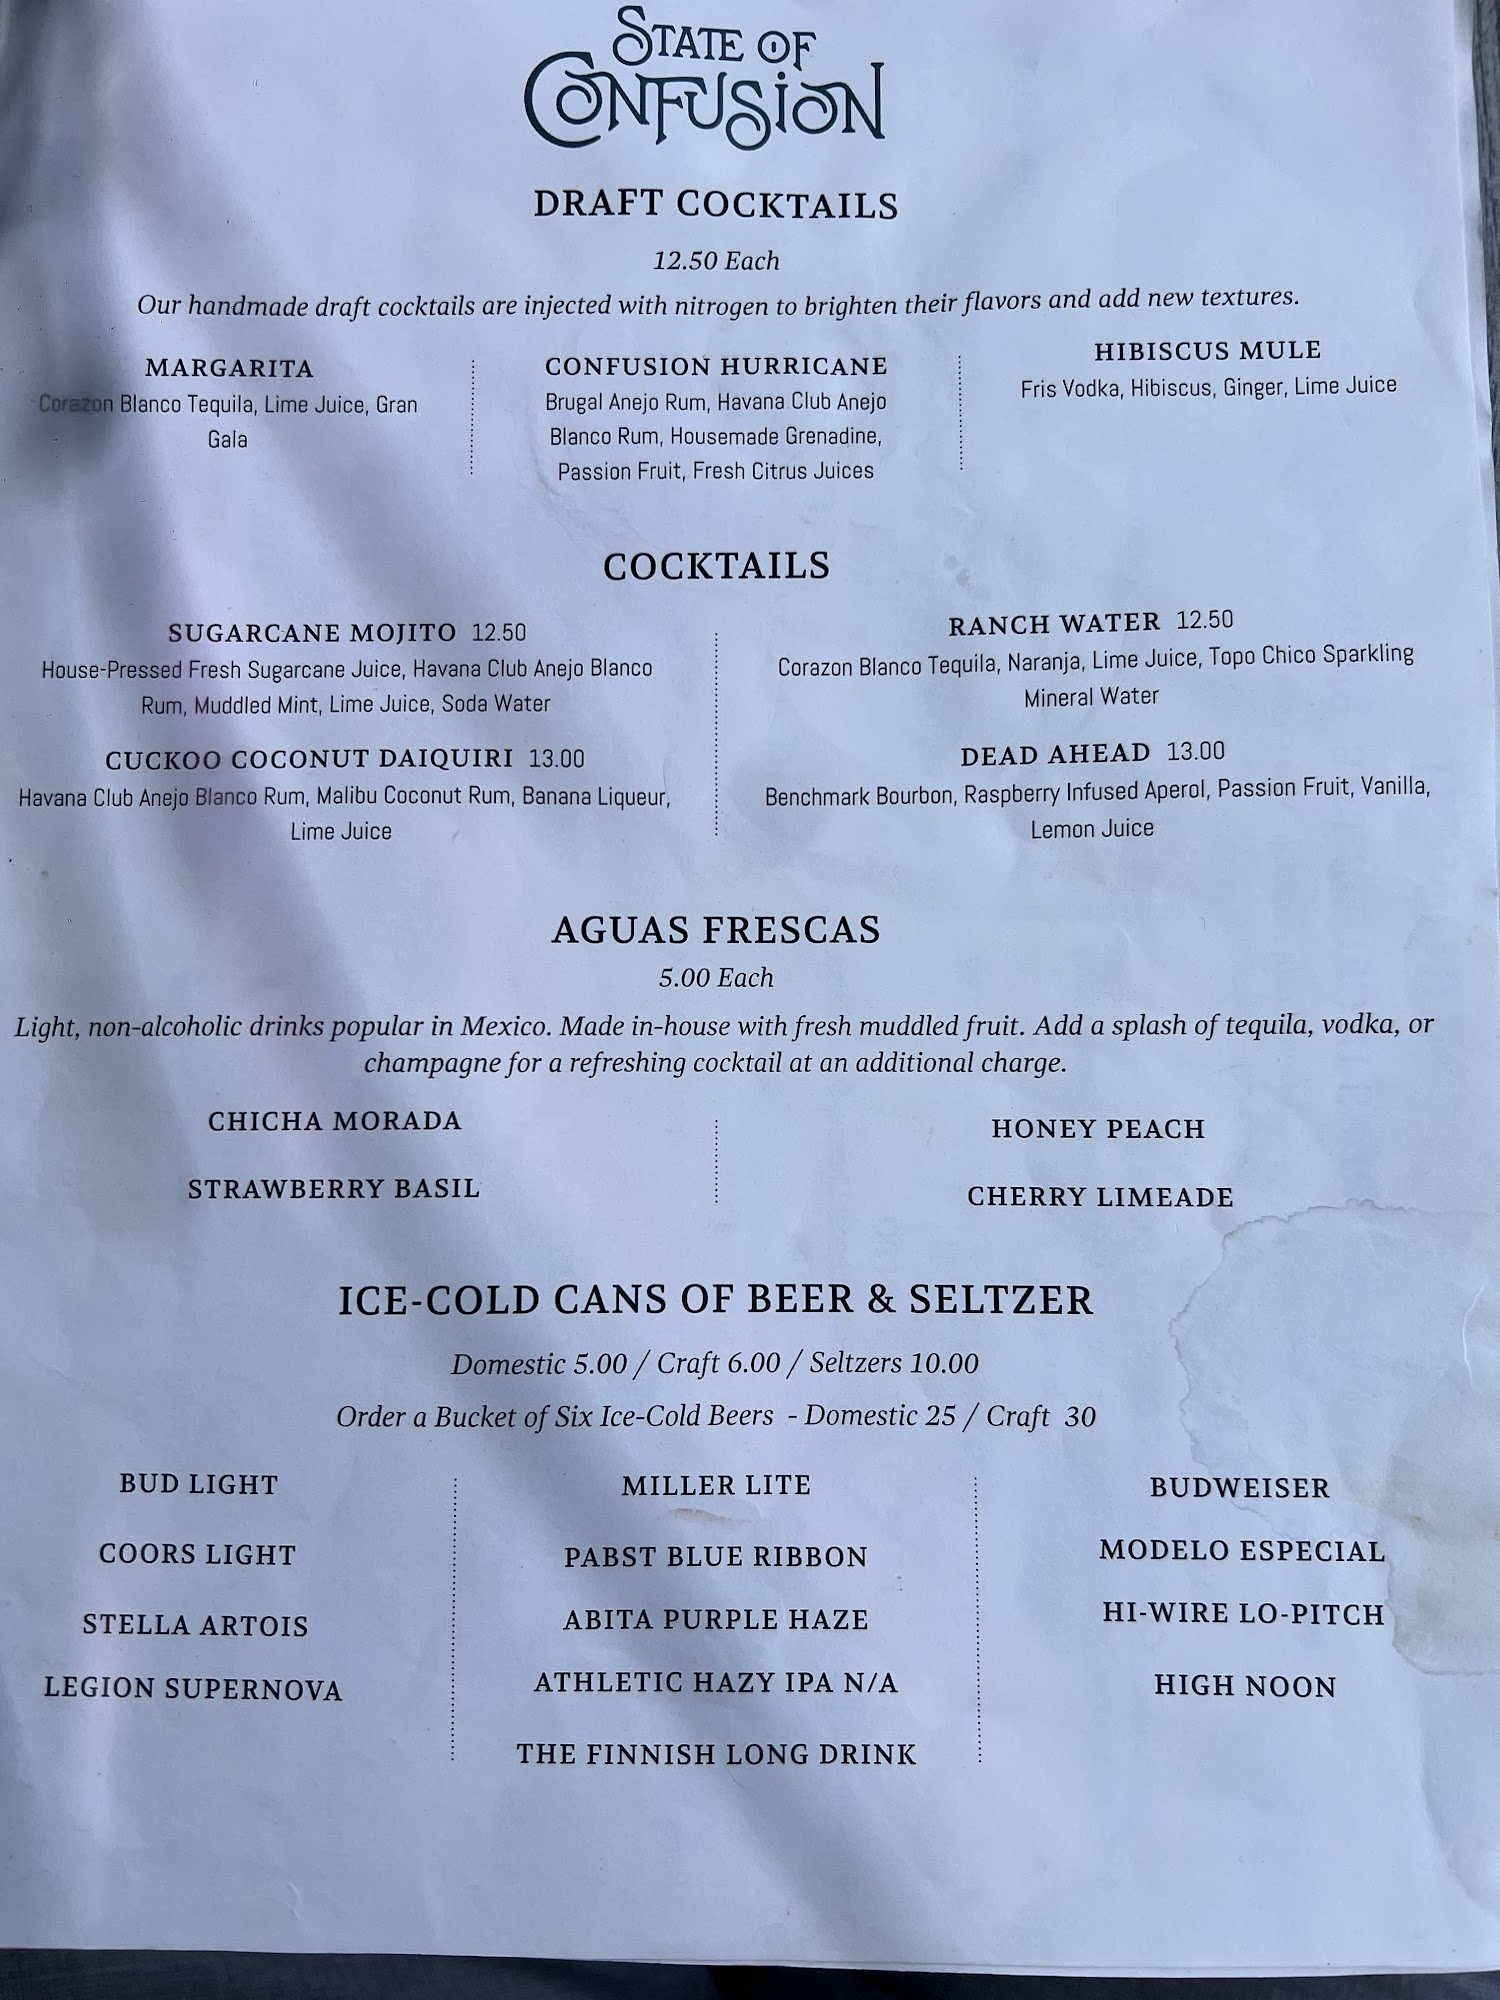 STATE OF
CONFUSION
DRAFT COCKTAILS
12.50 Each
Our handmade draft cocktails are injected with nitrogen to brighten their flavors and add new textures.
MARGARITA
Corazon Blanco Tequila, Lime Juice, Gran
Gala
CONFUSION HURRICANE
Brugal Anejo Rum, Havana Club Anejo
Blanco Rum, Housemade Grenadine,
Passion Fruit, Fresh Citrus Juices
HIBISCUS MULE
Fris Vodka, Hibiscus, Ginger, Lime Juice
COCKTAILS
SUGARCANE MOJITO 12.50
House-Pressed Fresh Sugarcane Juice, Havana Club Anejo Blanco
Rum, Muddled Mint, Lime Juice, Soda Water
CUCKOO COCONUT DAIQUIRI 13.00
Havana Club Anejo Blanco Rum, Malibu Coconut Rum, Banana Liqueur,
Lime Juice
RANCH WATER 12.50
Corazon Blanco Tequila, Naranja, Lime Juice, Topo Chico Sparkling
Mineral Water
DEAD AHEAD 13.00
Benchmark Bourbon, Raspberry Infused Aperol, Passion Fruit, Vanilla,
Lemon Juice
AGUAS FRESCAS
5.00 Each
Light, non-alcoholic drinks popular in Mexico. Made in-house with fresh muddled fruit. Add a splash of tequila, vodka, or
champagne for a refreshing cocktail at an additional charge.
CHICHA MORADA
STRAWBERRY BASIL
HONEY PEACH
CHERRY LIMEADE
ICE-COLD CANS OF BEER & SELTZER
Domestic 5.00 / Craft 6.00 / Seltzers 10.00
Order a Bucket of Six Ice-Cold Beers - Domestic 25 / Craft 30
BUD LIGHT
COORS LIGHT
STELLA ARTOIS
LEGION SUPERNOVA
MILLER LITE
PABST BLUE RIBBON
ABITA PURPLE HAZE
ATHLETIC HAZY IPA N/A
THE FINNISH LONG DRINK
BUDWEISER
MODELO ESPECIAL
HI-WIRE LO-PITCH
HIGH NOON